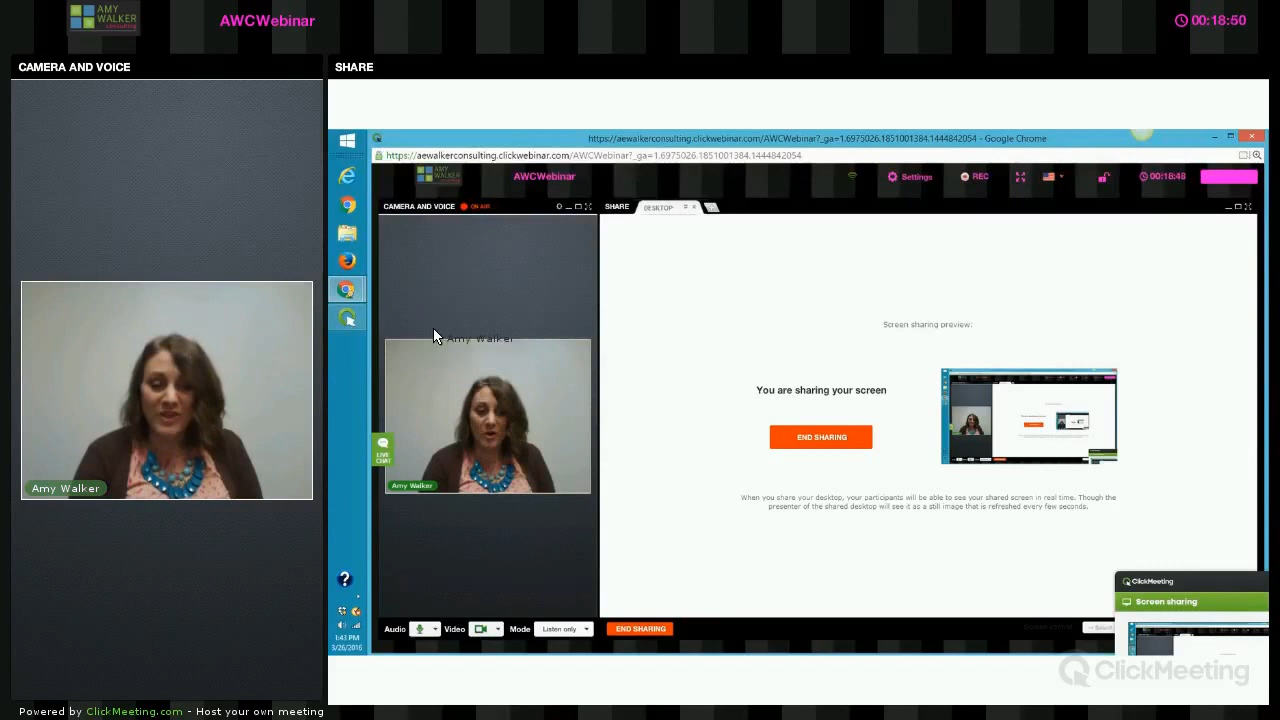 AMY
WALKER
consulting
AWCWebinar
00:18:50
CAMERA AND VOICE
SHARE
https://aewalkerconsulting.clickwebinar.com/AWCWebinar?_ga=1.6975026.1851001384.1444842054 - Google Chrome
https://aewalkerconsulting.clickwebinar.com/AWCWebinar?_ga=1.6975026.1851001384.1444842054
AMY
WALKER
AWCWebinar
Settings
REC
00:18:48
CAMERA AND VOICE
ON AIR
SHARE
DESKTOP
Screen sharing preview:
Amy Walker
You are sharing your screen
END SHARING
LIVE
CHAT
Amy Walker
Amy Walker
When you share your desktop, your participants will be able to see your shared screen in real time. Though the
presenter of the shared desktop will see it as a still image that is refreshed every few seconds.
ClickMeeting
Screen sharing
Audio
Video
Mode
Listen only
END SHARING
1:43 PM
3/26/2016
ClickMeeting
Powered by ClickMeeting.com - Host your own meeting